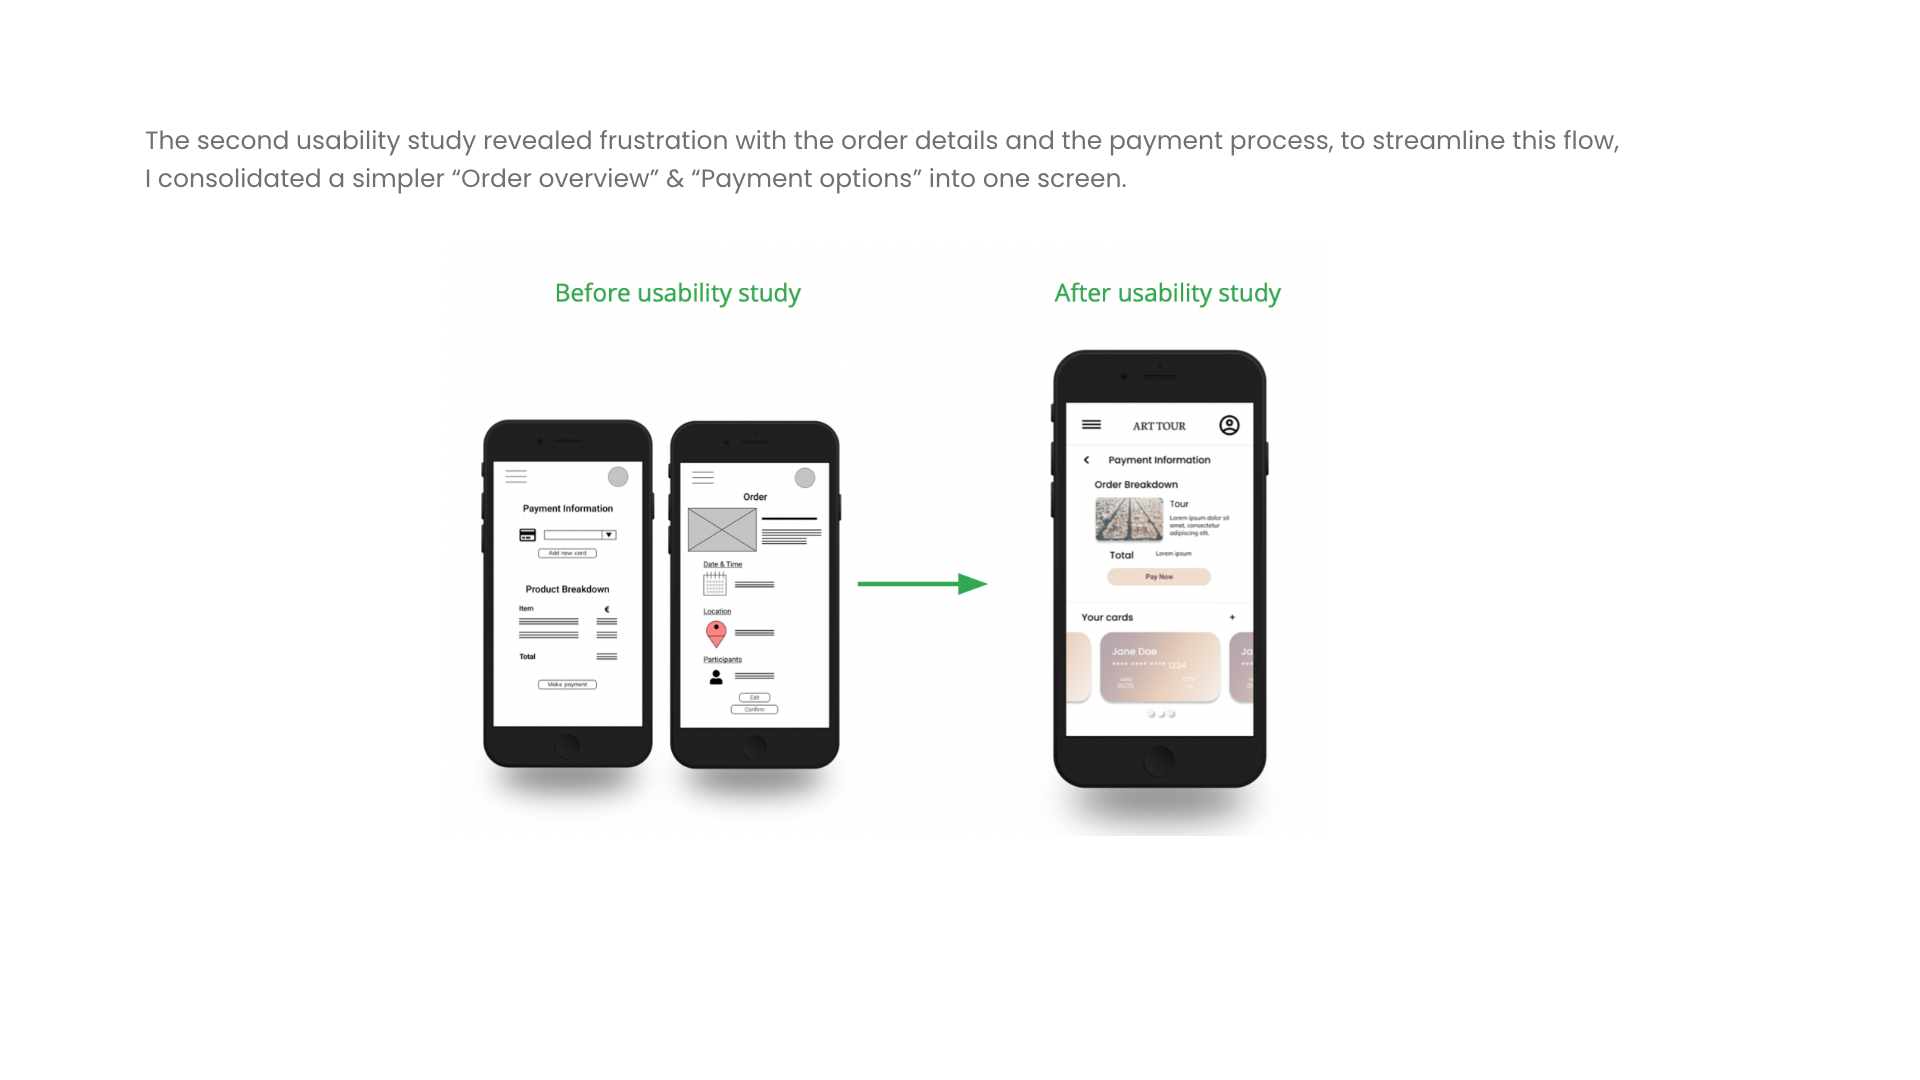 The second usability study revealed frustration with the order details and the payment process, to streamline this flow,
I consolidated a simpler “Order overview” & “Payment options” into one screen.
Before usability study
After usability study
Payment Information
Add new card
Product Breakdown
Item €
Total
Make payment
Order
Date & Time
Location
Participants
Edit
Confirm
ART TOUR
Payment Information
Order Breakdown
Tour
Lorem ipsum dolor sit
amet, consectetur
adipiscing elit.
Total Lorem ipsum
Pay Now
Your cards +
Jane Doe
**** **** **** 1234
01/25
Ja